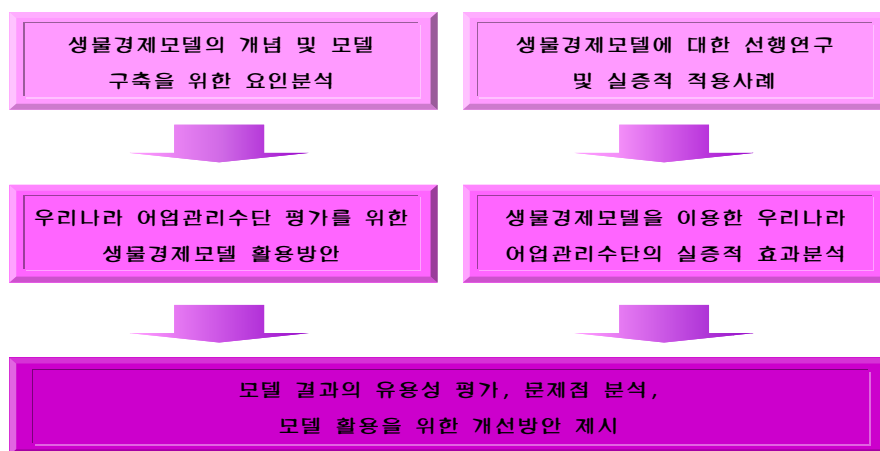 생물경제모델의 개념 및 모델
구축을 위한 요인분석
생물경제모델에 대한 선행연구
및 실증적 적용사례
우리나라 어업관리수단 평가를 위한
생물경제모델 활용방안
생물경제모델을 이용한 우리나라
어업관리수단의 실증적 효과분석
모델 결과의 유용성 평가, 문제점 분석,
모델 활용을 위한 개선방안 제시